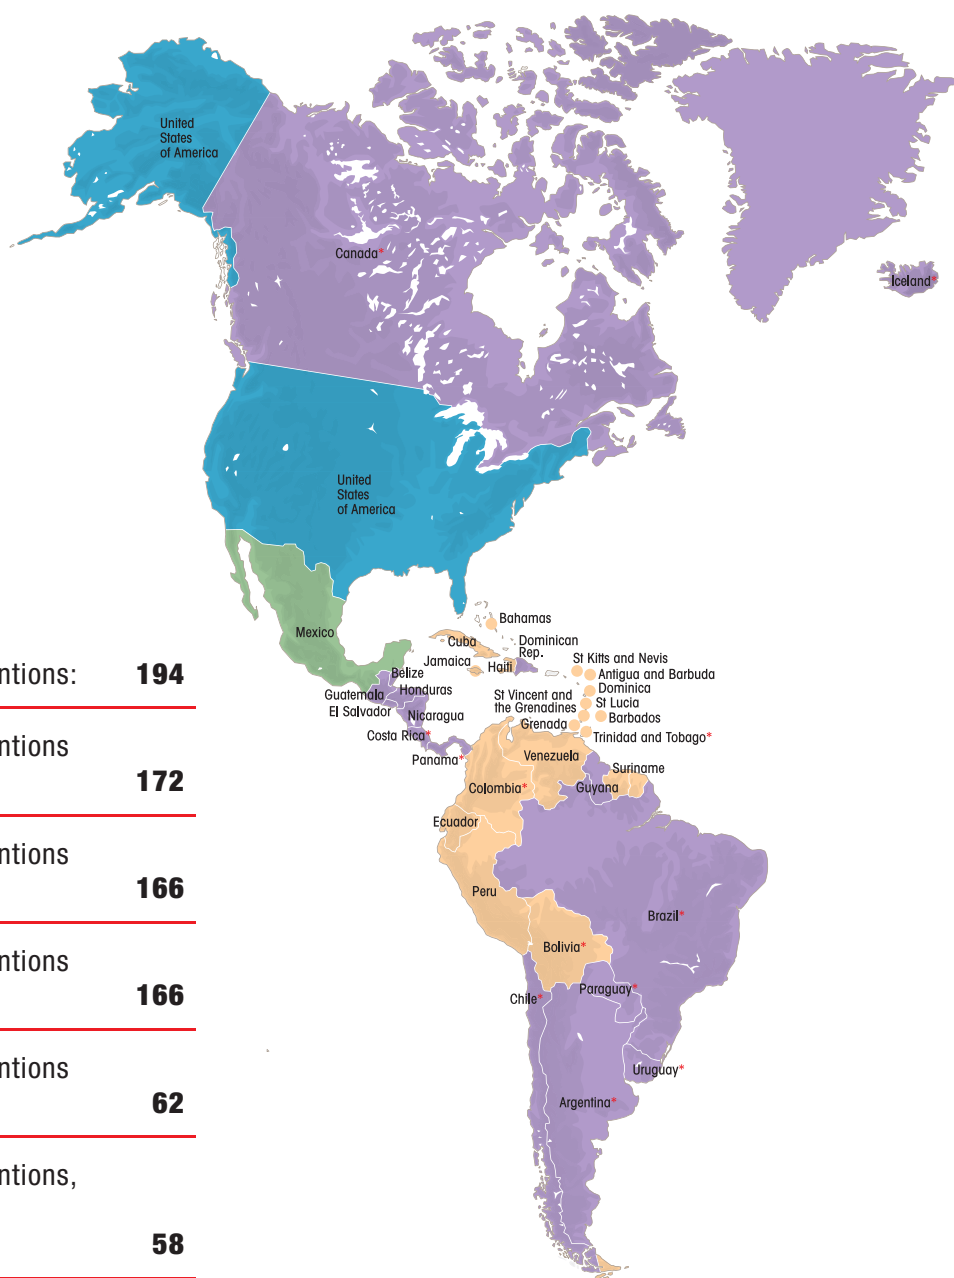 United
States
of America
Canada*
Iceland*
United
States
of America
Mexico
Bahamas
Cuba
Dominican
Rep.
Jamaica
Haiti
St Kitts and Nevis
Antigua and Barbuda
Dominica
St Lucia
Barbados
St Vincent and
the Grenadines
Grenada
Trinidad and Tobago*
Belize
Guatemala
Honduras
El Salvador
Nicaragua
Costa Rica*
Panama*
Venezuela
Suriname
Guyana
Colombia*
Ecuador
Peru
Brazil*
Bolivia*
Paraguay*
Chile*
Uruguay*
Argentina*
ntions: 194
ntions
172
ntions
166
ntions
166
ntions
62
ntions,
58